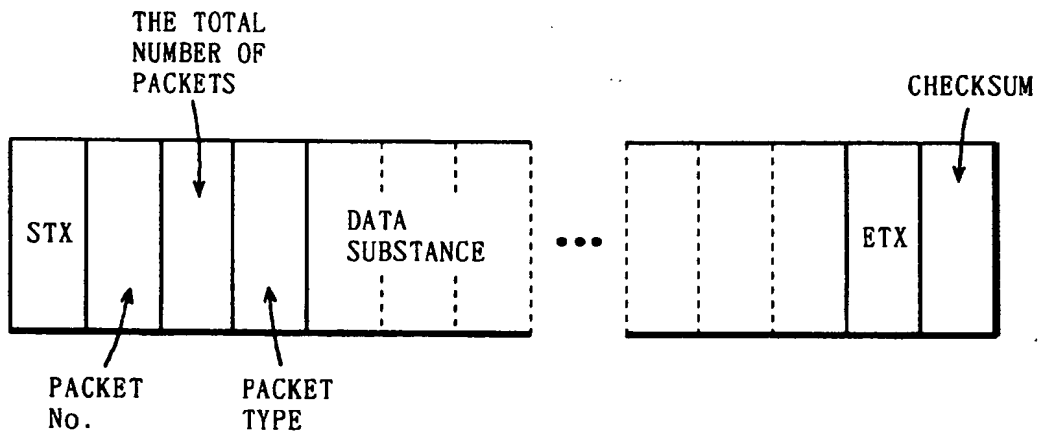 THE TOTAL
NUMBER OF
PACKETS
CHECKSUM
STX
DATA
SUBSTANCE
ETX
PACKET
No.
PACKET
TYPE